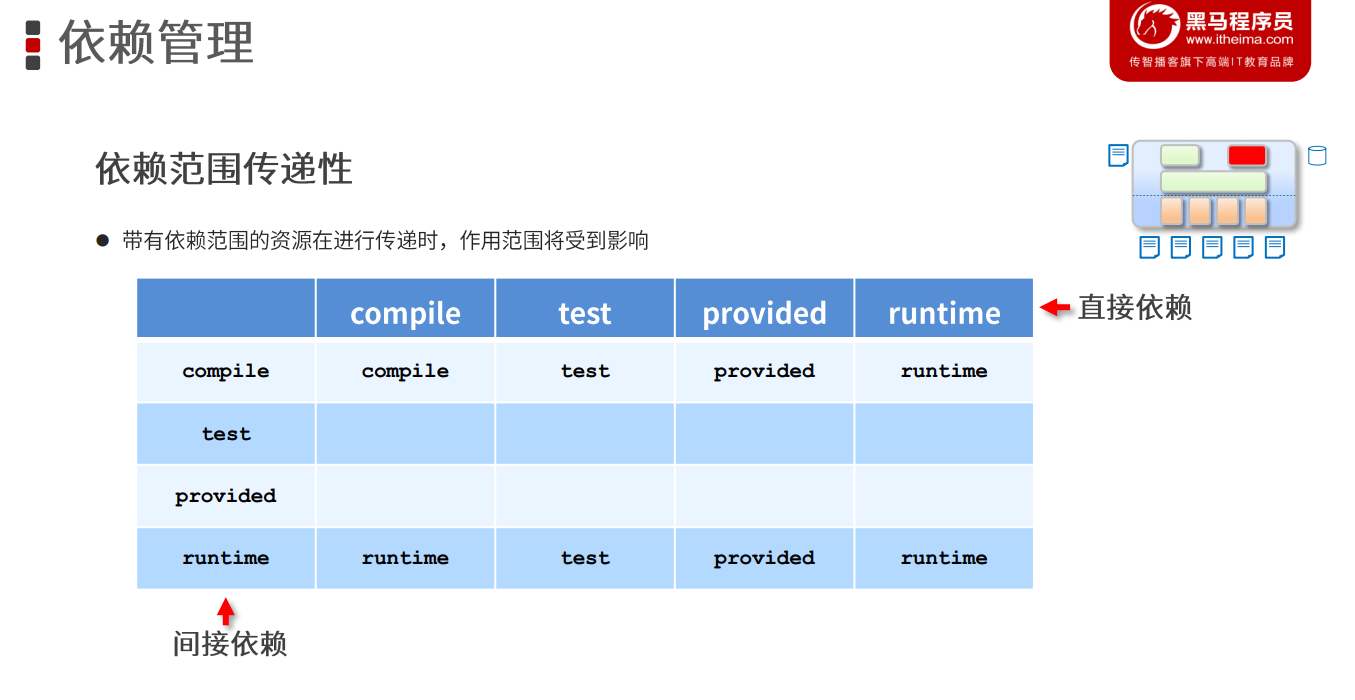 依赖管理
黑马程序员
www.itheima.com
传智播客旗下高端IT教育品牌
依赖范围传递性
带有依赖范围的资源在进行传递时，作用范围将受到影响
compile test provided runtime
直接依赖
compile compile test provided runtime
test
provided
runtime runtime test provided runtime
间接依赖